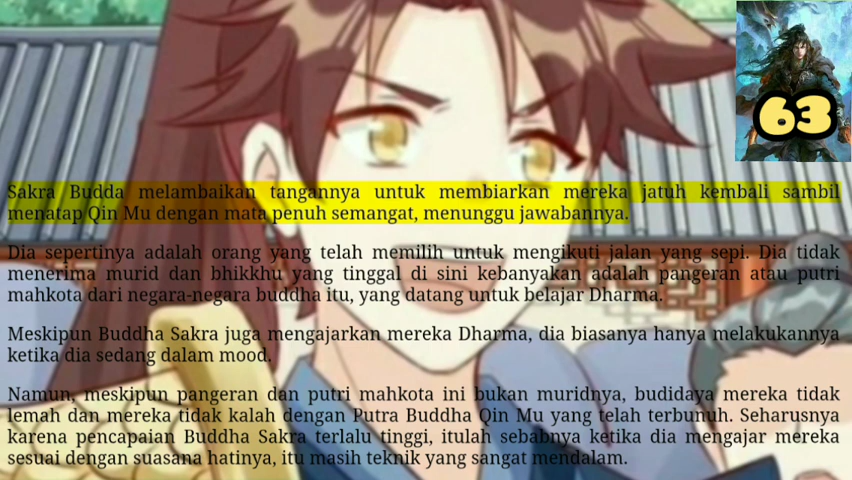 63
Sakra Budda melambaikan tangannya untuk membiarkan mereka jatuh kembali sambil
menatap Qin Mu dengan mata penuh semangat, menunggu jawabannya.
Dia sepertinya adalah orang yang telah memilih untuk mengikuti jalan yang sepi. Dia tidak
menerima murid dan bhikkhu yang tinggal di sini kebanyakan adalah pangeran atau putri
mahkota dari negara-negara buddha itu, yang datang untuk belajar Dharma.
Meskipun Buddha Sakra juga mengajarkan mereka Dharma, dia biasanya hanya melakukannya
ketika dia sedang dalam mood.
Namun, meskipun pangeran dan putri mahkota ini bukan muridnya, budidaya mereka tidak
lemah dan mereka tidak kalah dengan Putra Buddha Qin Mu yang telah terbunuh. Seharusnya
karena pencapaian Buddha Sakra terlalu tinggi, itulah sebabnya ketika dia mengajar mereka
sesuai dengan suasana hatinya, itu masih teknik yang sangat mendalam.